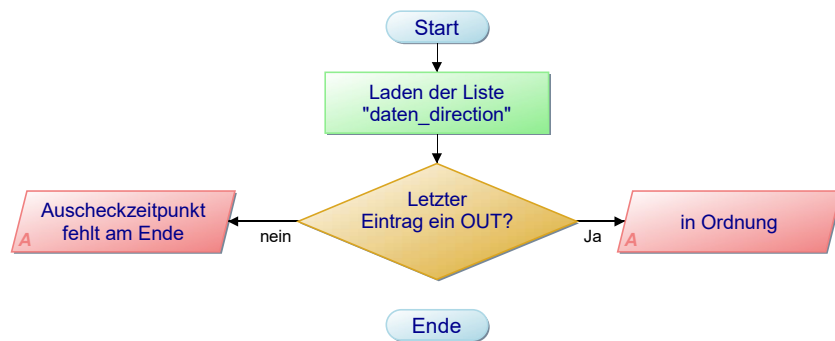 Start
Laden der Liste
"daten_direction"
Letzter
Eintrag ein OUT?
Auscheckzeitpunkt
fehlt am Ende
A
nein
Ja
in Ordnung
A
Ende